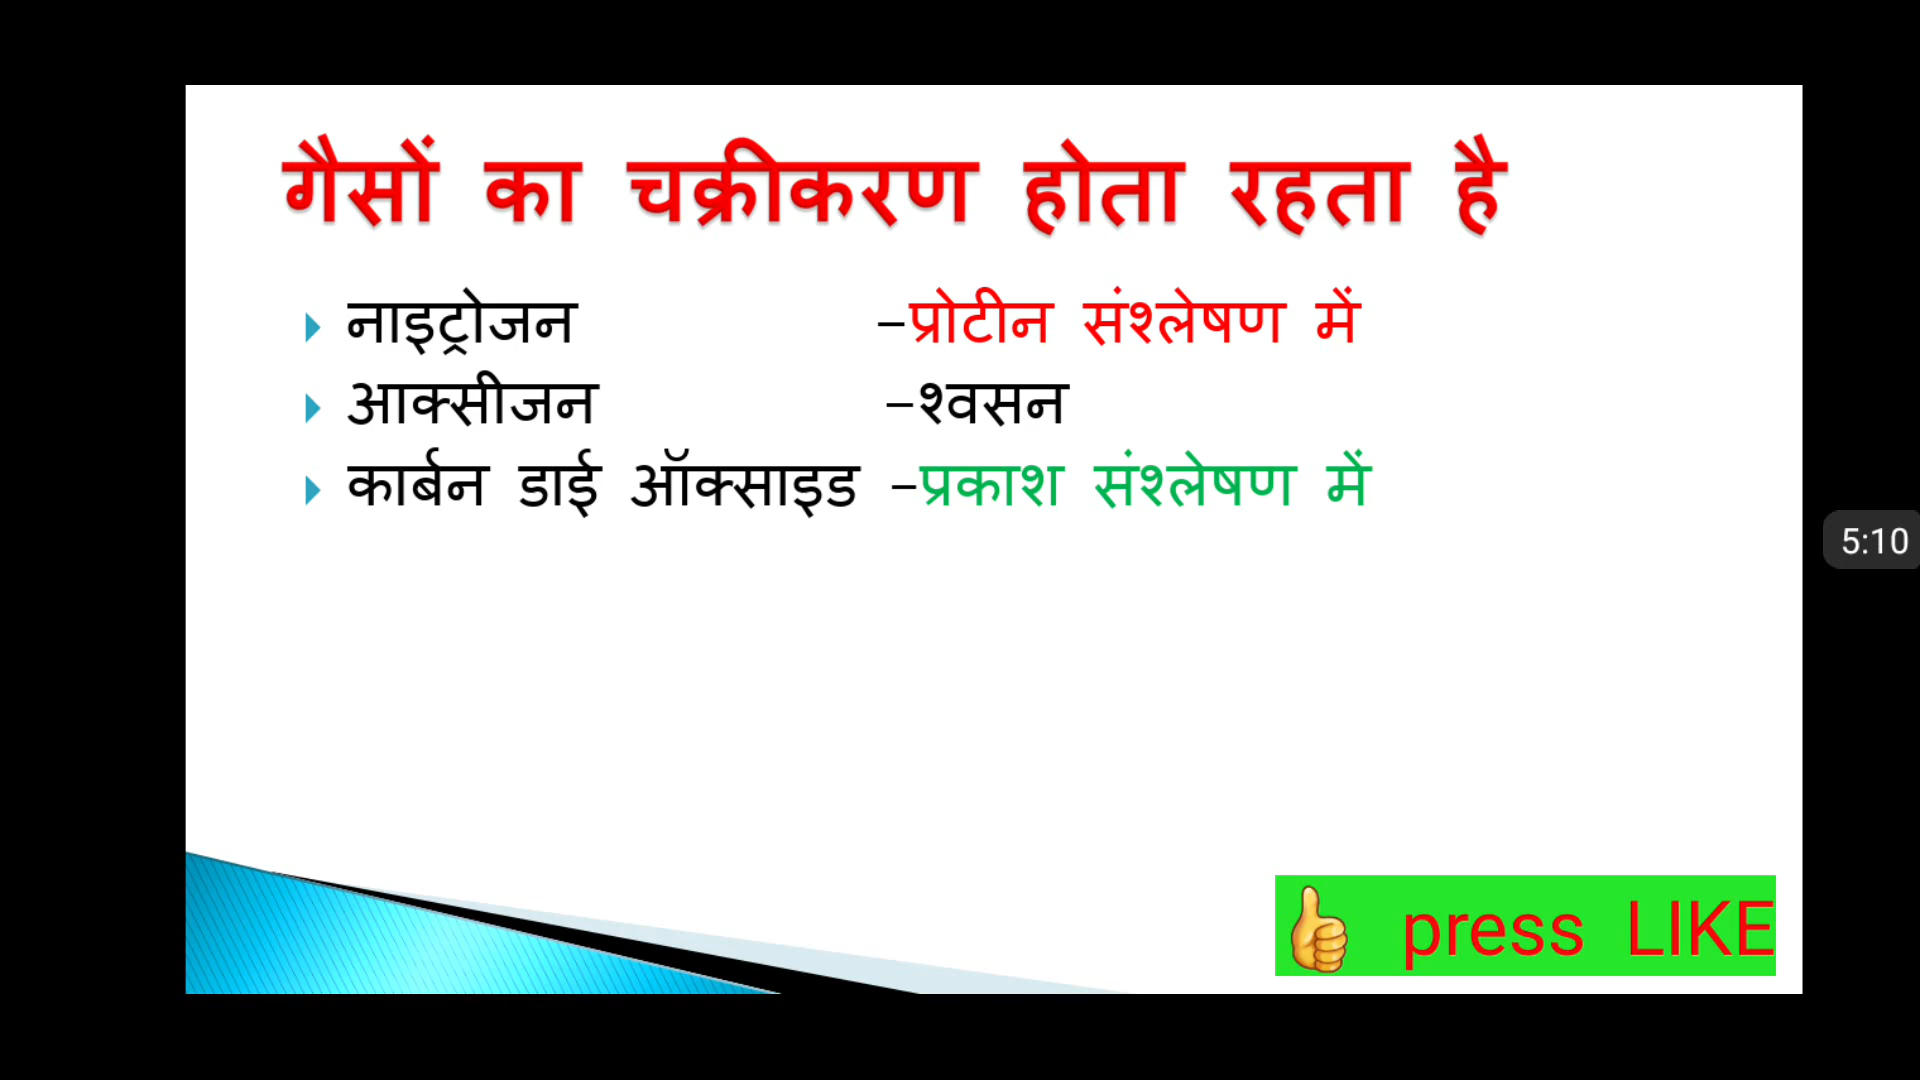 गैसों का चक्रीकरण होता रहता है
नाइट्रोजन -प्रोटीन संश्लेषण में
आक्सीजन -श्वसन
कार्बन डाई ऑक्साइड -प्रकाश संश्लेषण में
5:10
press LIKE